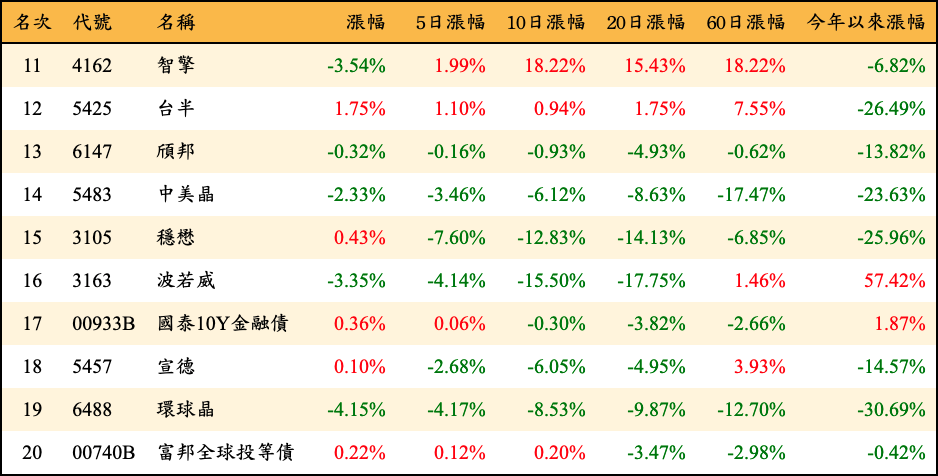 名次 代號 名稱 漲幅 5日漲幅 10日漲幅 20日漲幅 60日漲幅 今年以來漲幅
11 4162 智擎 -3.54% 1.99% 18.22% 15.43% 18.22% -6.82%
12 5425 台半 1.75% 1.10% 0.94% 1.75% 7.55% -26.49%
13 6147 頎邦 -0.32% -0.16% -0.93% -4.93% -0.62% -13.82%
14 5483 中美晶 -2.33% -3.46% -6.12% -8.63% -17.47% -23.63%
15 3105 穩懋 0.43% -7.60% -12.83% -14.13% -6.85% -25.96%
16 3163 波若威 -3.35% -4.14% -15.50% -17.75% 1.46% 57.42%
17 00933B 國泰10Y金融債 0.36% 0.06% -0.30% -3.82% -2.66% 1.87%
18 5457 宣德 0.10% -2.68% -6.05% -4.95% 3.93% -14.57%
19 6488 環球晶 -4.15% -4.17% -8.53% -9.87% -12.70% -30.69%
20 00740B 富邦全球投等債 0.22% 0.12% 0.20% -3.47% -2.98% -0.42%